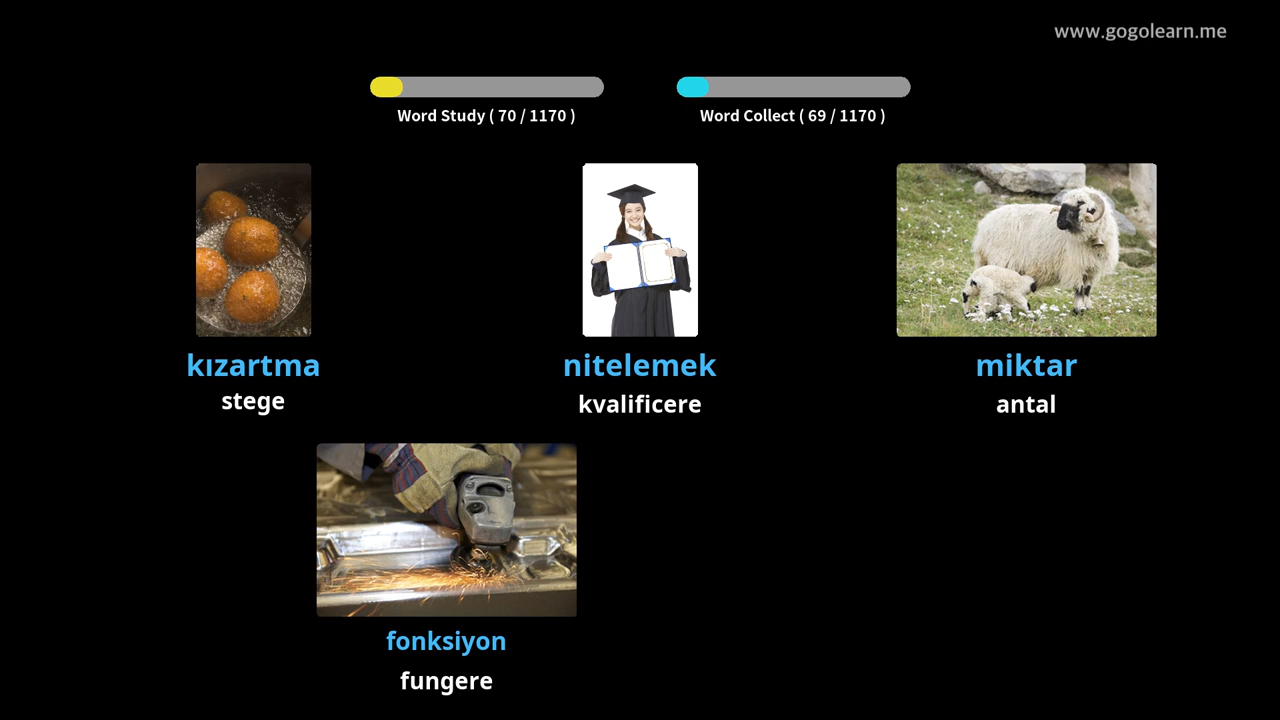 www.gogolearn.me
Word Study ( 70 / 1170 )
Word Collect ( 69 / 1170 )
kızartma
stege
nitelemek
kvalificere
miktar
antal
fonksiyon
fungere